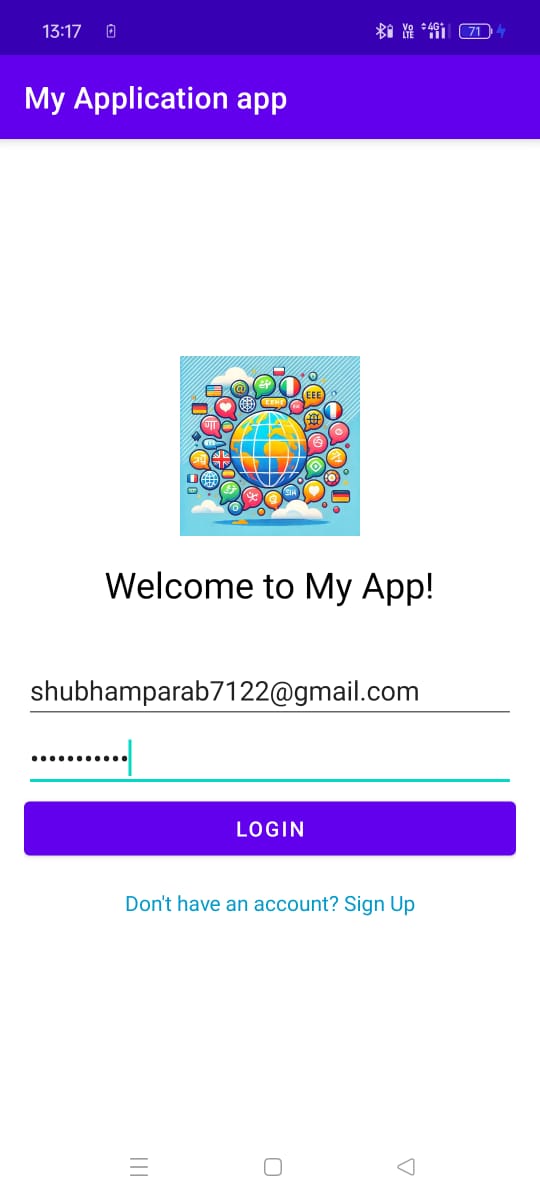 13:17
Vo LTE 4G+ 71
My Application app
EEE
Welcome to My App!
shubhamparab7122@gmail.com
•••••••••••
LOGIN
Don't have an account? Sign Up